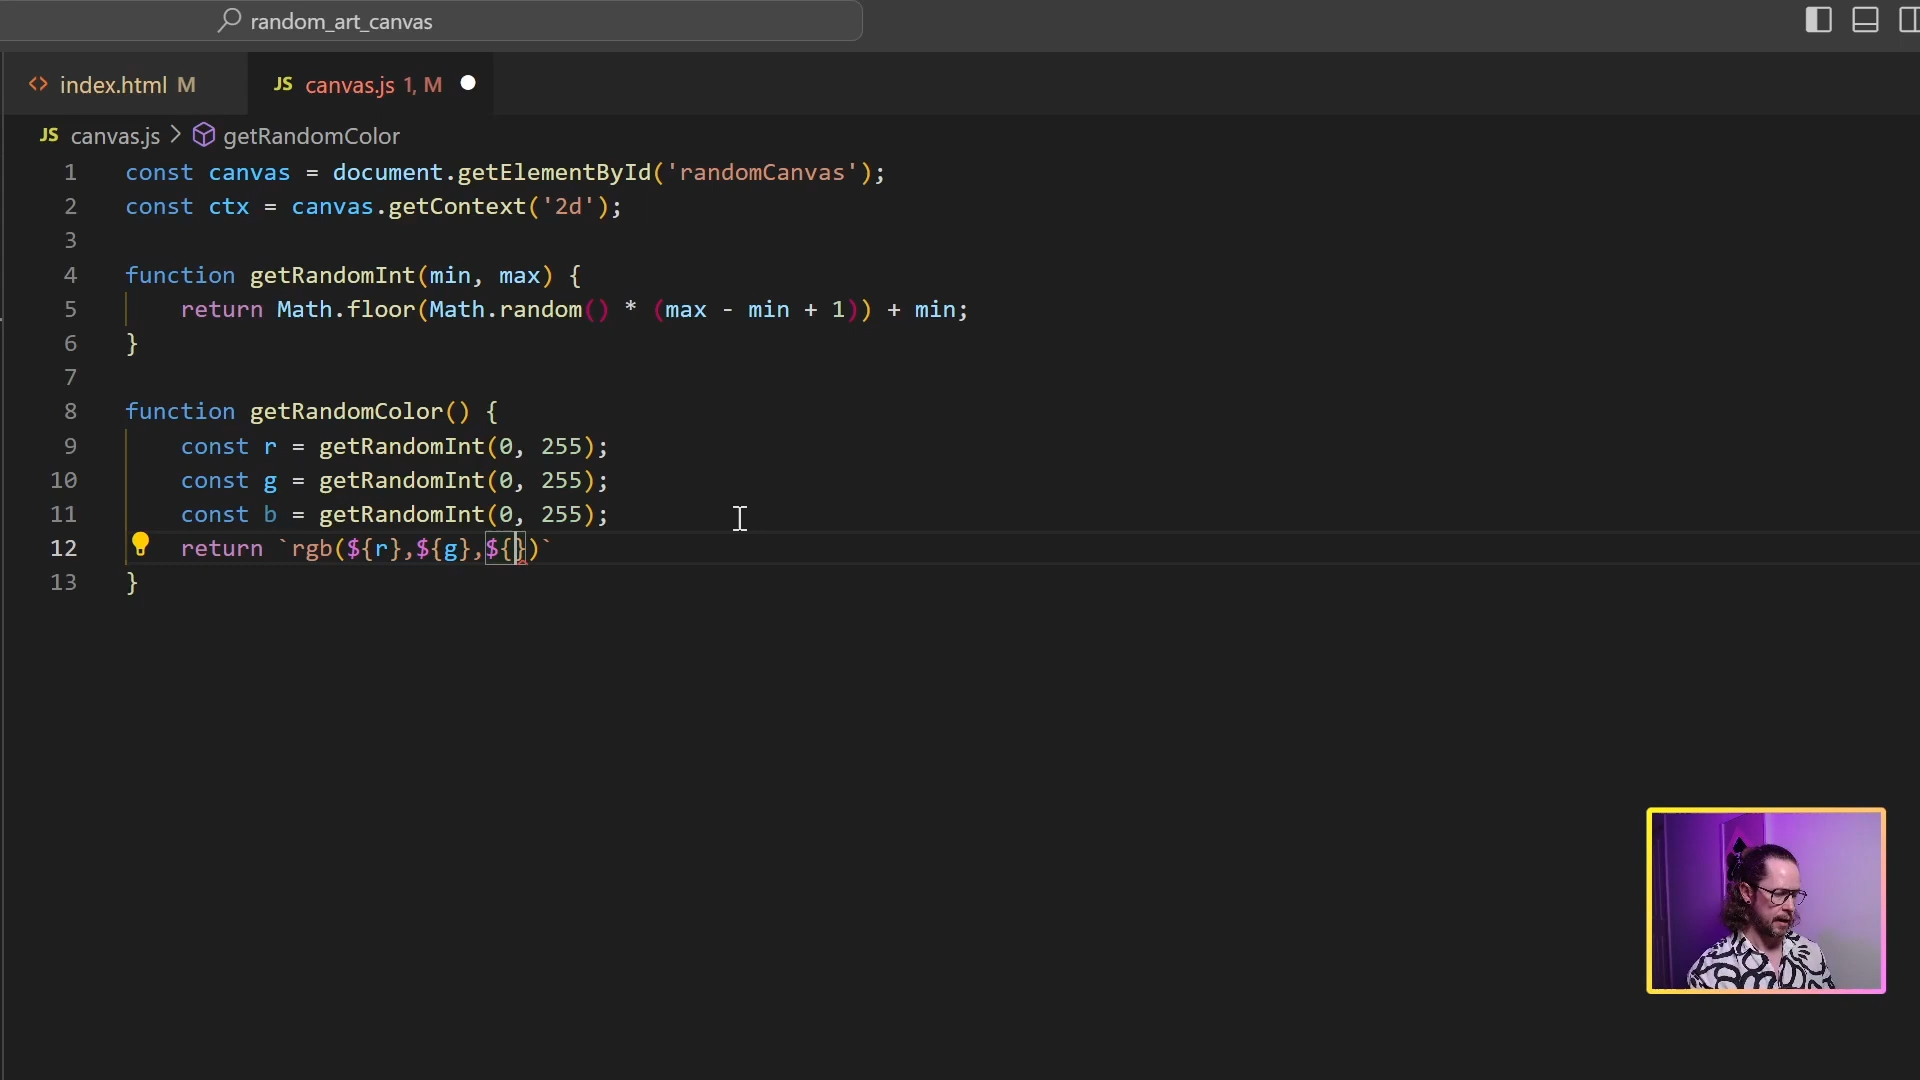 random_art_canvas
index.html M
JS canvas.js 1, M
JS canvas.js > getRandomColor
1 const canvas = document.getElementById('randomCanvas');
2 const ctx = canvas.getContext('2d');
3
4 function getRandomInt(min, max) {
5 return Math.floor(Math.random() * (max - min + 1)) + min;
6 }
7
8 function getRandomColor() {
9 const r = getRandomInt(0, 255);
10 const g = getRandomInt(0, 255);
11 const b = getRandomInt(0, 255);
12 return `rgb(${r},${g},${})`
13 }